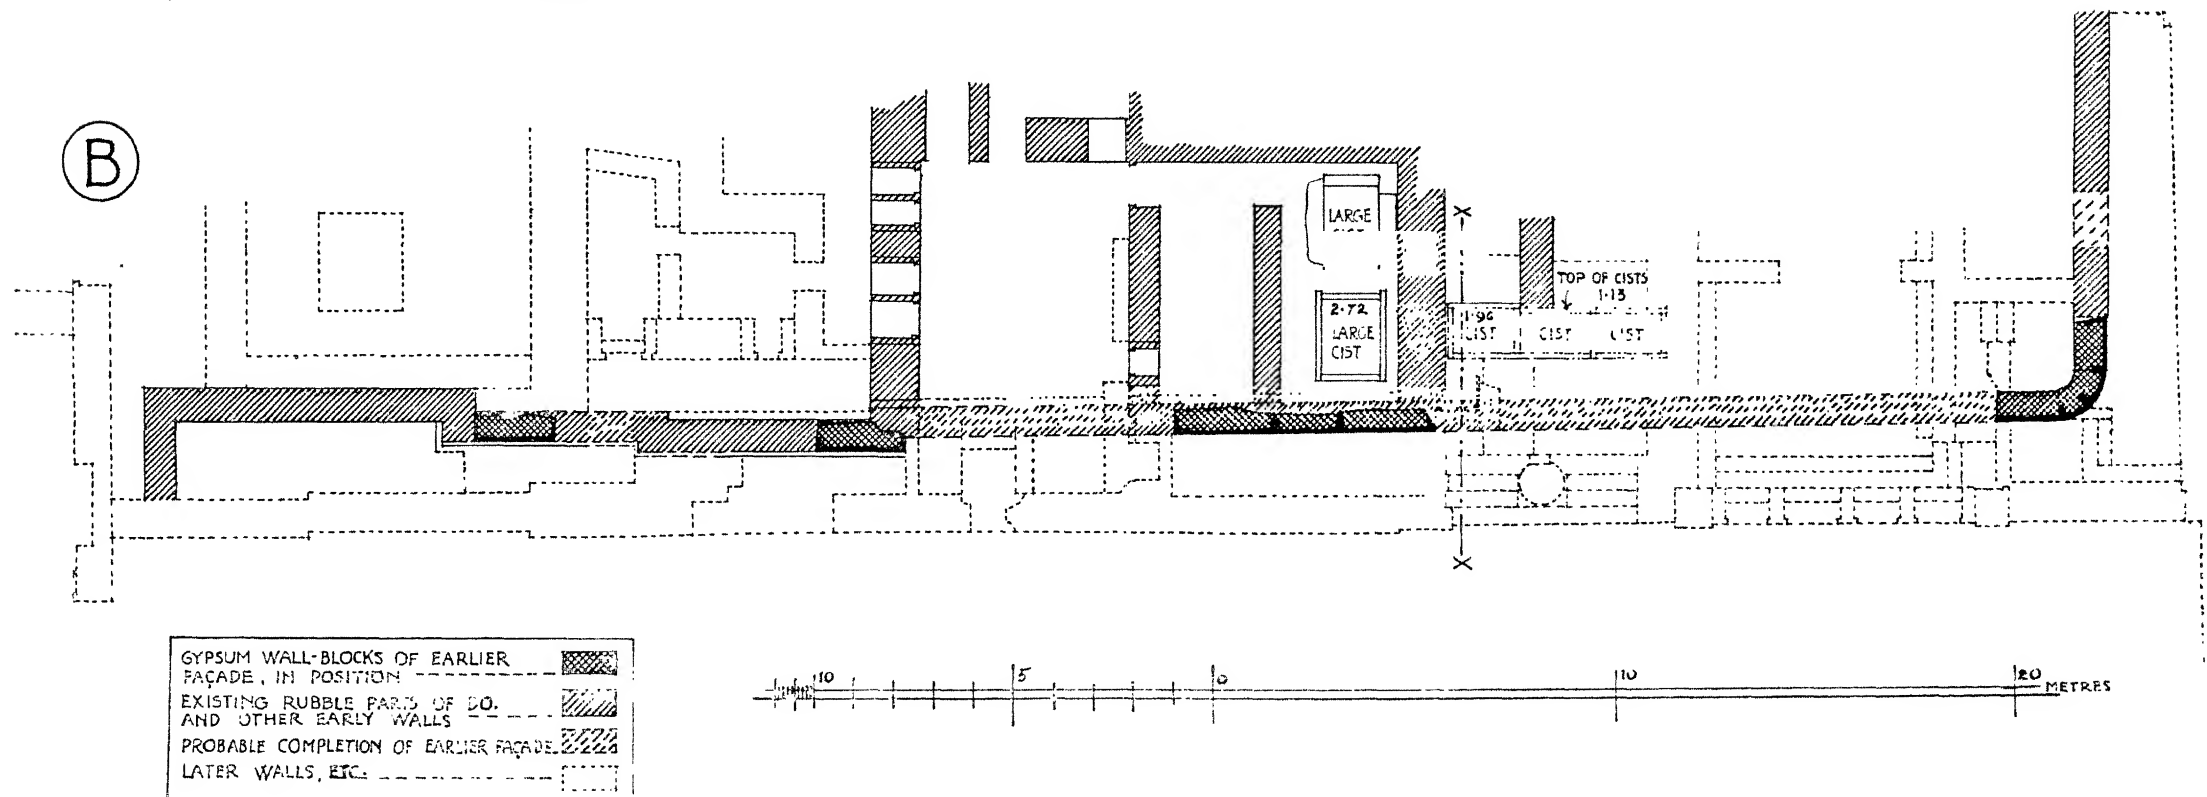 B
LARGE
2·72
LARGE
CIST
X
TOP OF CISTS
1·13
1·96
CIST
CIST
CIST
X
GYPSUM WALL-BLOCKS OF EARLIER
FAÇADE, IN POSITION
EXISTING RUBBLE PARTS OF DO.
AND OTHER EARLY WALLS
PROBABLE COMPLETION OF EARLIER FAÇADE
LATER WALLS, ETC.
10 5 0 10 20 METRES